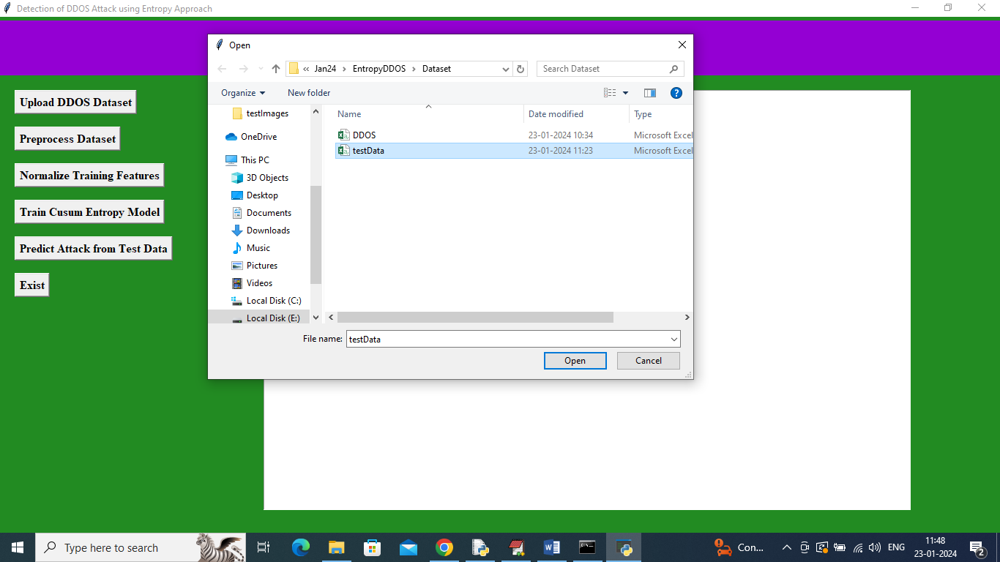 Detection of DDOS Attack using Entropy Approach
Open
« Jan24 › EntropyDDOS › Dataset
Search Dataset
Organize
New folder
testImages
OneDrive
This PC
3D Objects
Desktop
Documents
Downloads
Music
Pictures
Videos
Local Disk (C:)
Local Disk (E:)
Name Date modified Type
DDOS 23-01-2024 10:34 Microsoft Excel
testData 23-01-2024 11:23 Microsoft Excel
File name: testData
Open Cancel
Upload DDOS Dataset
Preprocess Dataset
Normalize Training Features
Train Cusum Entropy Model
Predict Attack from Test Data
Exist
Type here to search
Con...
ENG
11:48
23-01-2024
2